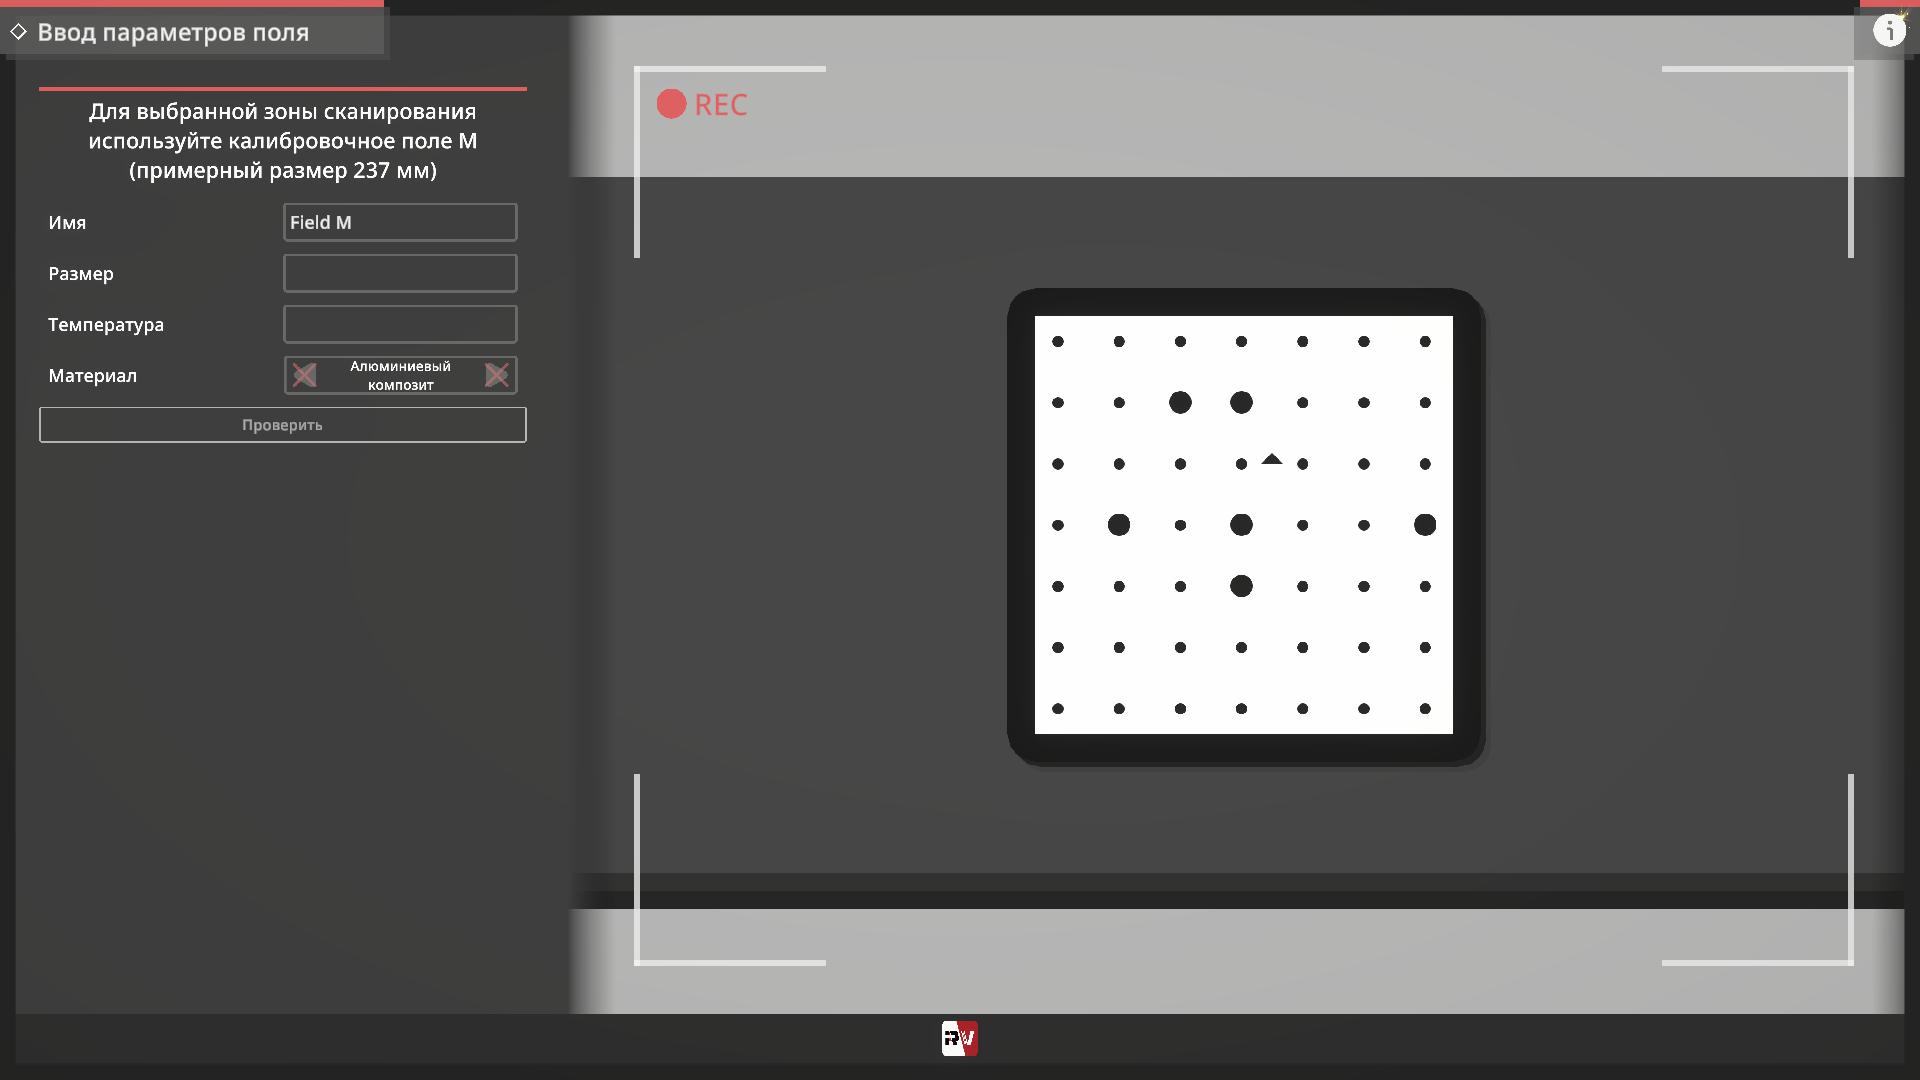 Ввод параметров поля
Для выбранной зоны сканирования
используйте калибровочное поле M
(примерный размер 237 мм)
Имя
Field M
Размер
Температура
Материал
Алюминиевый
композит
Проверить
REC
i
RV